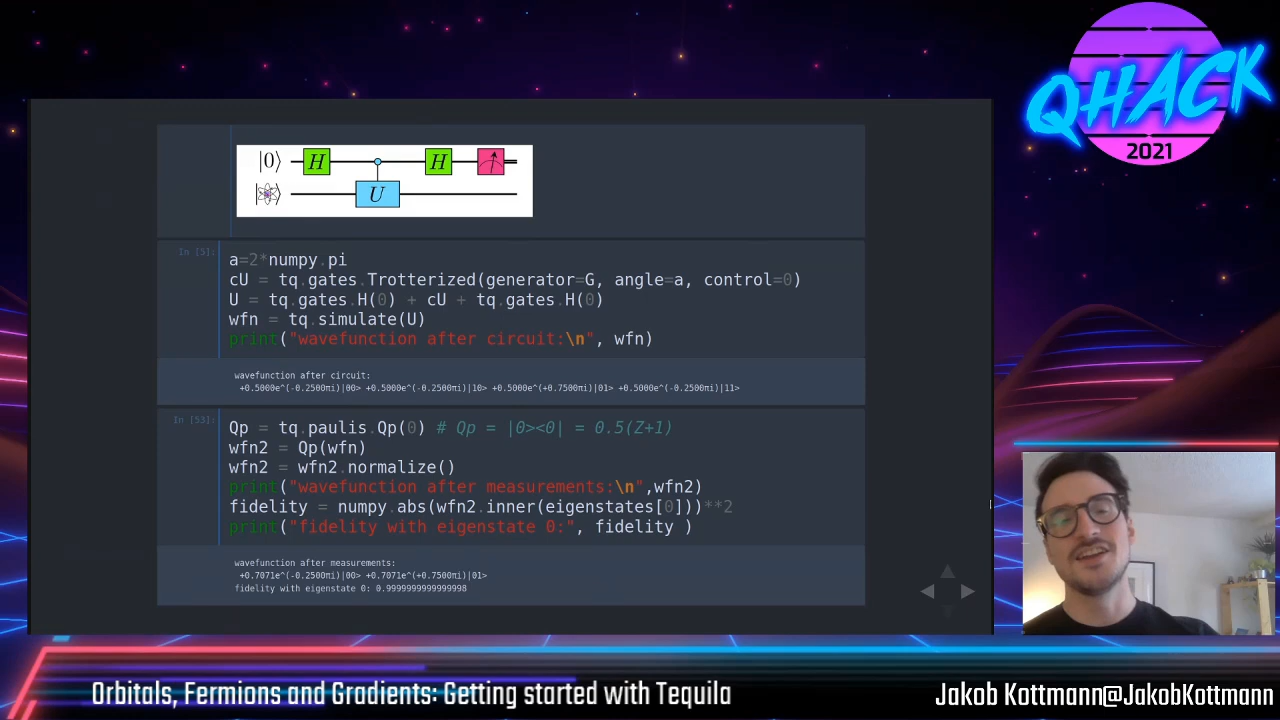 QHACK
2021
|0⟩ H H
| ⟩ U
In [5]:
a=2*numpy.pi
cU = tq.gates.Trotterized(generator=G, angle=a, control=0)
U = tq.gates.H(0) + cU + tq.gates.H(0)
wfn = tq.simulate(U)
print("wavefunction after circuit:\n", wfn)
wavefunction after circuit:
+0.5000e^(-0.2500πi)|00> +0.5000e^(-0.2500πi)|10> +0.5000e^(+0.7500πi)|01> +0.5000e^(-0.2500πi)|11>
In [53]:
Qp = tq.paulis.Qp(0) # Qp = |0><0| = 0.5(Z+1)
wfn2 = Qp(wfn)
wfn2 = wfn2.normalize()
print("wavefunction after measurements:\n",wfn2)
fidelity = numpy.abs(wfn2.inner(eigenstates[0]))**2
print("fidelity with eigenstate 0:", fidelity )
wavefunction after measurements:
+0.7071e^(-0.2500πi)|00> +0.7071e^(+0.7500πi)|01>
fidelity with eigenstate 0: 0.9999999999999998
Orbitals, Fermions and Gradients: Getting started with Tequila
Jakob Kottmann@JakobKottmann